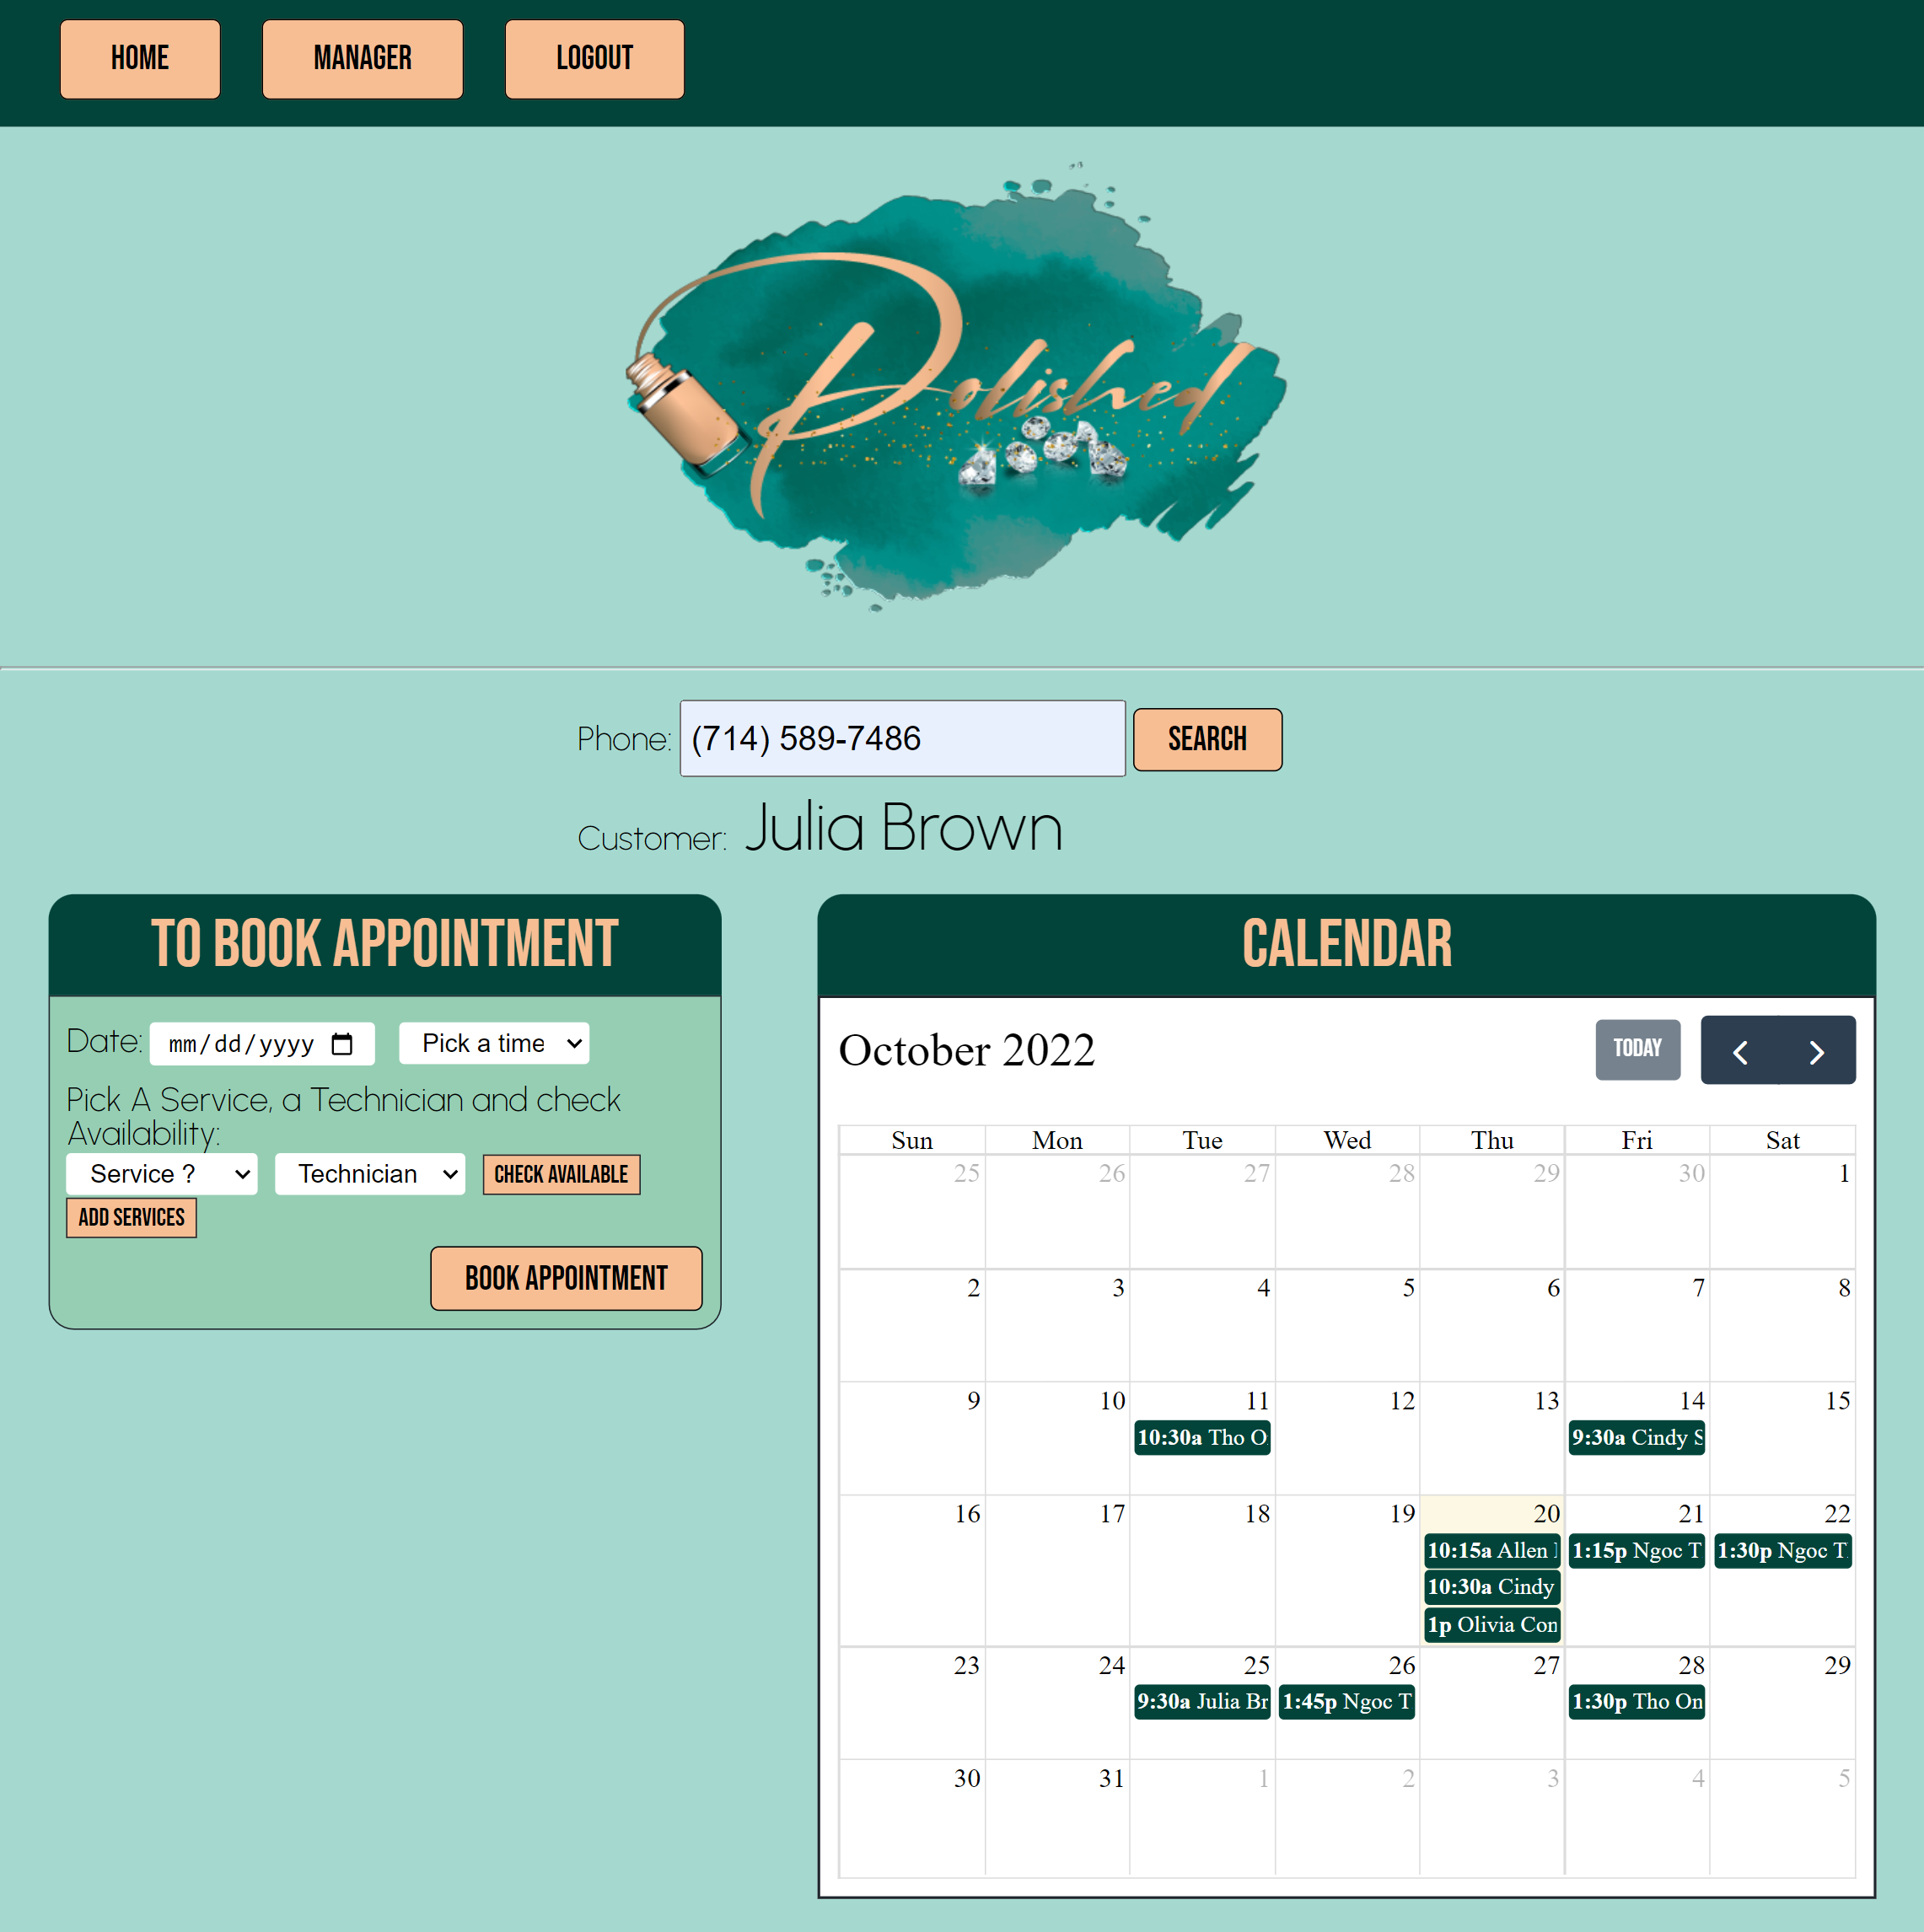 HOME MANAGER LOGOUT
Polished
Phone: (714) 589-7486 SEARCH
Customer: Julia Brown
TO BOOK APPOINTMENT
Date: mm/dd/yyyy Pick a time
Pick A Service, a Technician and check
Availability:
Service ? Technician CHECK AVAILABLE
ADD SERVICES
BOOK APPOINTMENT
CALENDAR
October 2022 TODAY
Sun Mon Tue Wed Thu Fri Sat
25 26 27 28 29 30 1
2 3 4 5 6 7 8
9 10 11 12 13 14 15
10:30a Tho O 9:30a Cindy S
16 17 18 19 20 21 22
10:15a Allen 1:15p Ngoc T 1:30p Ngoc T
10:30a Cindy
1p Olivia Con
23 24 25 26 27 28 29
9:30a Julia Br 1:45p Ngoc T 1:30p Tho On
30 31 1 2 3 4 5